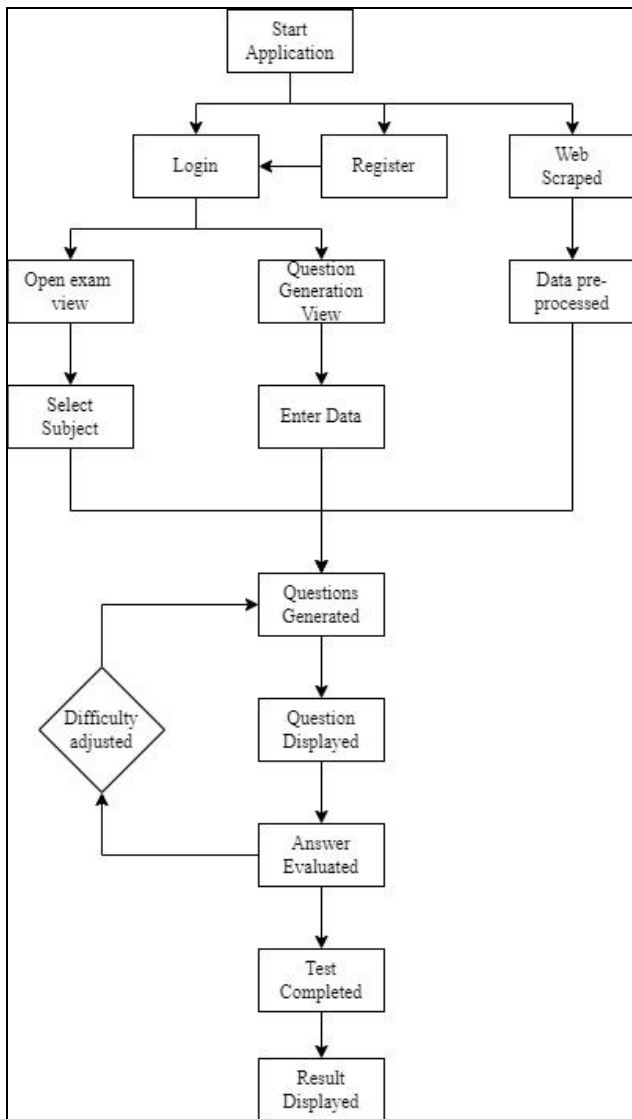 Start
Application
Login
Register
Web
Scraped
Open exam
view
Question
Generation
View
Data pre-
processed
Select
Subject
Enter Data
Questions
Generated
Difficulty
adjusted
Question
Displayed
Answer
Evaluated
Test
Completed
Result
Displayed